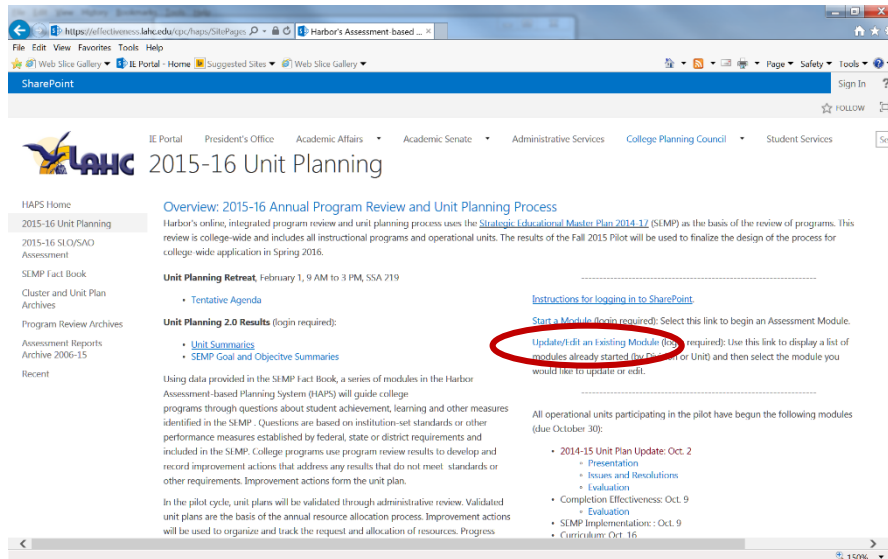 https://effectiveness.lahc.edu/cpc/haps/SitePages
Harbor's Assessment-based ...
File Edit View Favorites Tools Help
Web Slice Gallery IE Portal - Home Suggested Sites Web Slice Gallery
Page Safety Tools
SharePoint
Sign In ?
FOLLOW
IE Portal President's Office Academic Affairs Academic Senate Administrative Services College Planning Council Student Services
LAHC
2015-16 Unit Planning
HAPS Home
2015-16 Unit Planning
2015-16 SLO/SAO
Assessment
SEMP Fact Book
Cluster and Unit Plan
Archives
Program Review Archives
Assessment Reports
Archive 2006-15
Recent
Overview: 2015-16 Annual Program Review and Unit Planning Process
Harbor's online, integrated program review and unit planning process uses the Strategic Educational Master Plan 2014-17 (SEMP) as the basis of the review of programs. This
review is college-wide and includes all instructional programs and operational units. The results of the Fall 2015 Pilot will be used to finalize the design of the process for
college-wide application in Spring 2016.
Unit Planning Retreat, February 1, 9 AM to 3 PM, SSA 219
• Tentative Agenda
Unit Planning 2.0 Results (login required):
• Unit Summaries
• SEMP Goal and Objecitve Summaries
Using data provided in the SEMP Fact Book, a series of modules in the Harbor
Assessment-based Planning System (HAPS) will guide college
programs through questions about student achievement, learning and other measures
identified in the SEMP . Questions are based on institution-set standards or other
performance measures established by federal, state or district requirements and
included in the SEMP. College programs use program review results to develop and
record improvement actions that address any results that do not meet standards or
other requirements. Improvement actions form the unit plan.
In the pilot cycle, unit plans will be validated through administrative review. Validated
unit plans are the basis of the annual resource allocation process. Improvement actions
will be used to organize and track the request and allocation of resources. Progress
----------------------------------------------------------
Instructions for logging in to SharePoint.
Start a Module (login required): Select this link to begin an Assessment Module.
Update/Edit an Existing Module (login required): Use this link to display a list of
modules already started (by Division or Unit) and then select the module you
would like to update or edit.
----------------------------------------------------------
All operational units participating in the pilot have begun the following modules
(due October 30):
• 2014-15 Unit Plan Update: Oct. 2
◦ Presentation
◦ Issues and Resolutions
◦ Evaluation
• Completion Effectiveness: Oct. 9
◦ Evaluation
• SEMP Implementation: : Oct. 9
• Curriculum: Oct. 16
150%